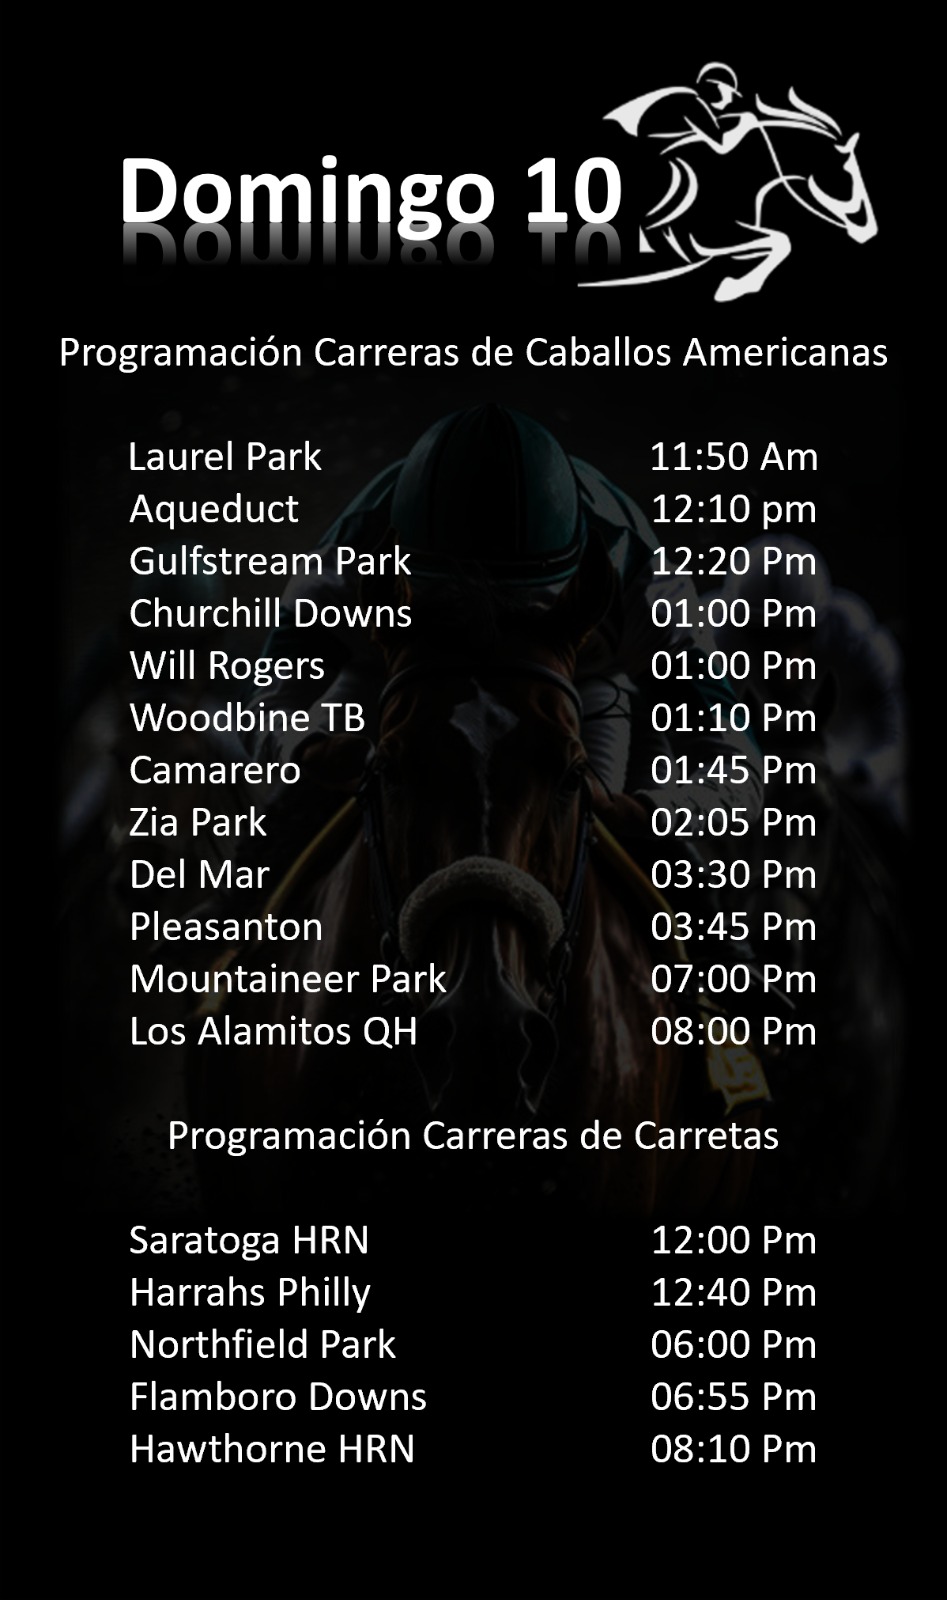 Domingo 10
Programación Carreras de Caballos Americanas
Laurel Park 11:50 Am
Aqueduct 12:10 pm
Gulfstream Park 12:20 Pm
Churchill Downs 01:00 Pm
Will Rogers 01:00 Pm
Woodbine TB 01:10 Pm
Camarero 01:45 Pm
Zia Park 02:05 Pm
Del Mar 03:30 Pm
Pleasanton 03:45 Pm
Mountaineer Park 07:00 Pm
Los Alamitos QH 08:00 Pm
Programación Carreras de Carretas
Saratoga HRN 12:00 Pm
Harrahs Philly 12:40 Pm
Northfield Park 06:00 Pm
Flamboro Downs 06:55 Pm
Hawthorne HRN 08:10 Pm